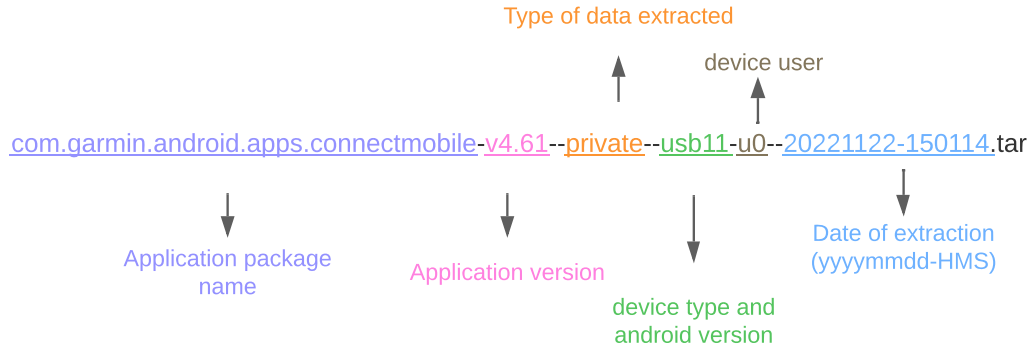 Type of data extracted
device user
com.garmin.android.apps.connectmobile-v4.61--private--usb11-u0--20221122-150114.tar
Application package
name
Application version
device type and
android version
Date of extraction
(yyyymmdd-HMS)